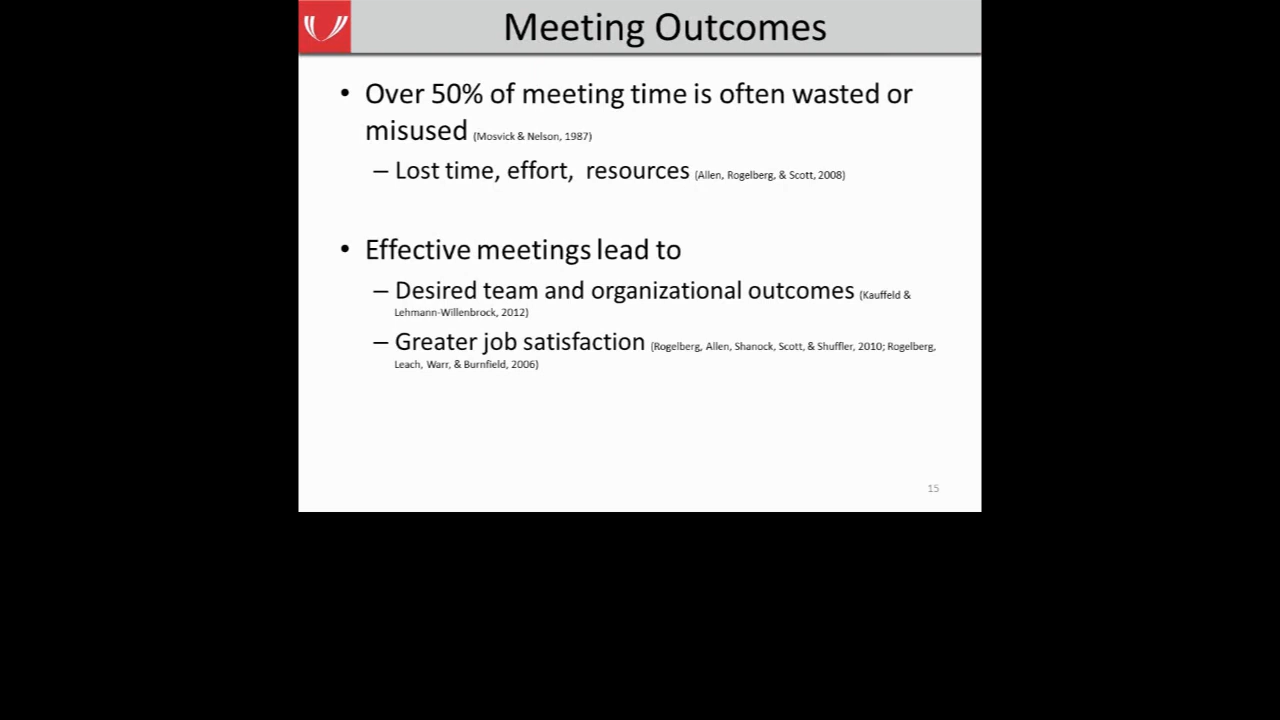 Meeting Outcomes
• Over 50% of meeting time is often wasted or
misused (Mosvick & Nelson, 1987)
– Lost time, effort, resources (Allen, Rogelberg, & Scott, 2008)
• Effective meetings lead to
– Desired team and organizational outcomes (Kauffeld &
Lehmann-Willenbrock, 2012)
– Greater job satisfaction (Rogelberg, Allen, Shanock, Scott, & Shuffler, 2010; Rogelberg,
Leach, Warr, & Burnfield, 2006)
15